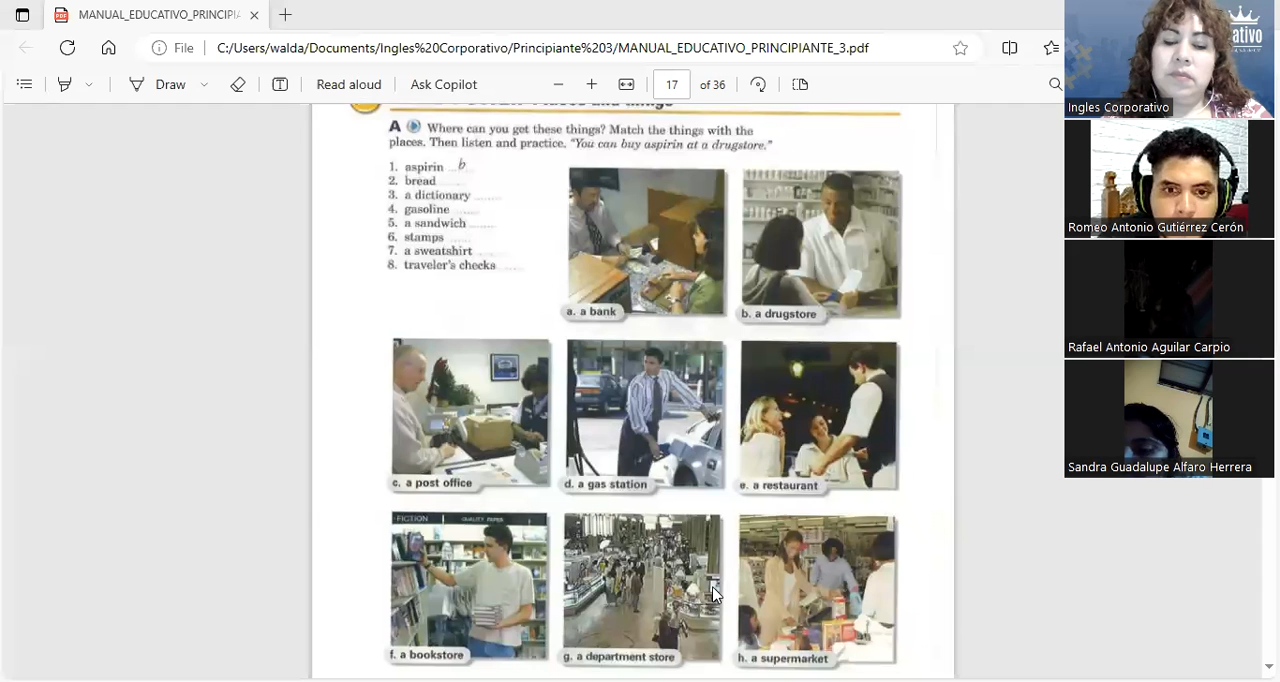 MANUAL_EDUCATIVO_PRINCIPIA
File
C:/Users/walda/Documents/Ingles%20Corporativo/Principiante%203/MANUAL_EDUCATIVO_PRINCIPIANTE_3.pdf
Draw
Read aloud
Ask Copilot
17 of 36
A Where can you get these things? Match the things with the
places. Then listen and practice. "You can buy aspirin at a drugstore."
1. aspirin b
2. bread
3. a dictionary
4. gasoline
5. a sandwich
6. stamps
7. a sweatshirt
8. traveler's checks
a. a bank
b. a drugstore
c. a post office
d. a gas station
e. a restaurant
FICTION
f. a bookstore
g. a department store
h. a supermarket
Ingles Corporativo
Romeo Antonio Gutiérrez Cerón
Rafael Antonio Aguilar Carpio
Sandra Guadalupe Alfaro Herrera